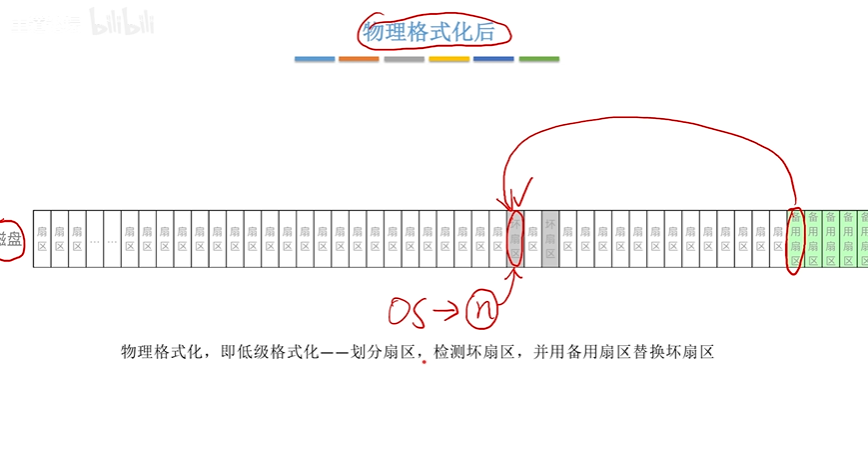 bilibili
物理格式化后
磁盘 扇区 扇区 扇区 …… 扇区 扇区 扇区 扇区 扇区 扇区 扇区 扇区 扇区 扇区 扇区 扇区 扇区 扇区 扇区 扇区 扇区 扇区 坏扇区 扇区 坏扇区 扇区 扇区 扇区 扇区 扇区 扇区 扇区 扇区 扇区 扇区 扇区 扇区 扇区 备用扇区 备用扇区 备用扇区 备用扇区 备用扇区
OS→n
物理格式化，即低级格式化——划分扇区，检测坏扇区，并用备用扇区替换坏扇区